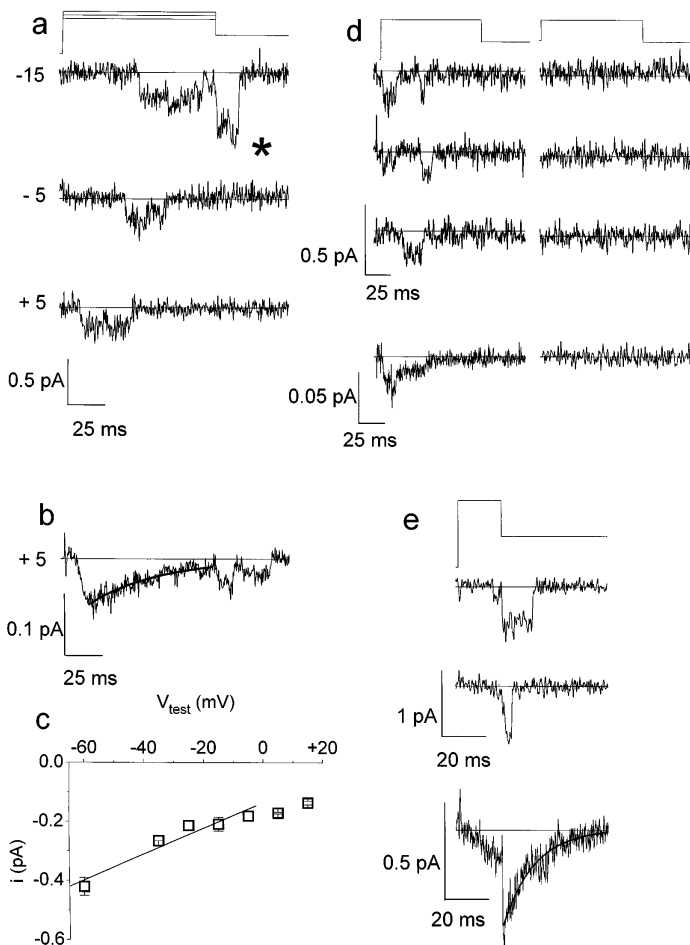 a
-15
*
- 5
+ 5
0.5 pA
25 ms
d
0.5 pA
25 ms
0.05 pA
25 ms
b
+ 5
0.1 pA
25 ms
V_test (mV)
c
-60 -40 -20 0 +20
0.0
-0.2
-0.4
-0.6
i (pA)
e
1 pA
20 ms
0.5 pA
20 ms